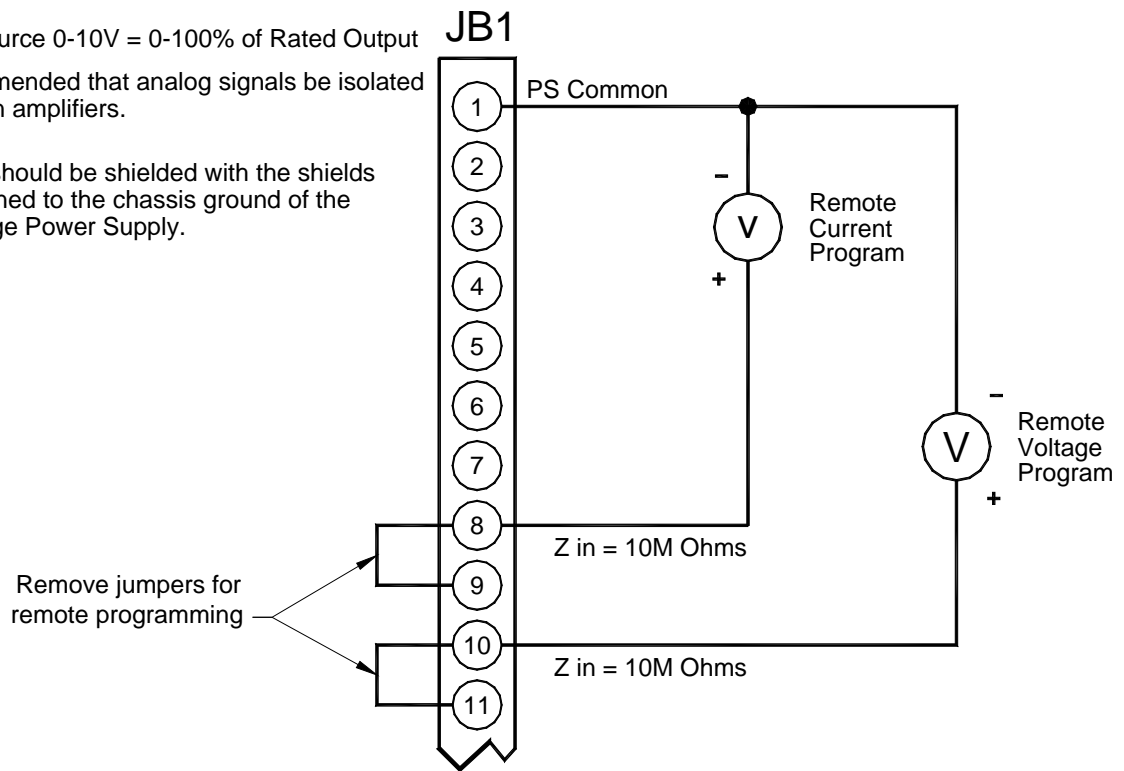 JB1
urce 0-10V = 0-100% of Rated Output
mended that analog signals be isolated
n amplifiers.
should be shielded with the shields
ned to the chassis ground of the
ge Power Supply.
1
PS Common
2
3
4
5
6
7
8
9
10
11
-
V
+
Remote
Current
Program
-
V
+
Remote
Voltage
Program
Z in = 10M Ohms
Z in = 10M Ohms
Remove jumpers for
remote programming